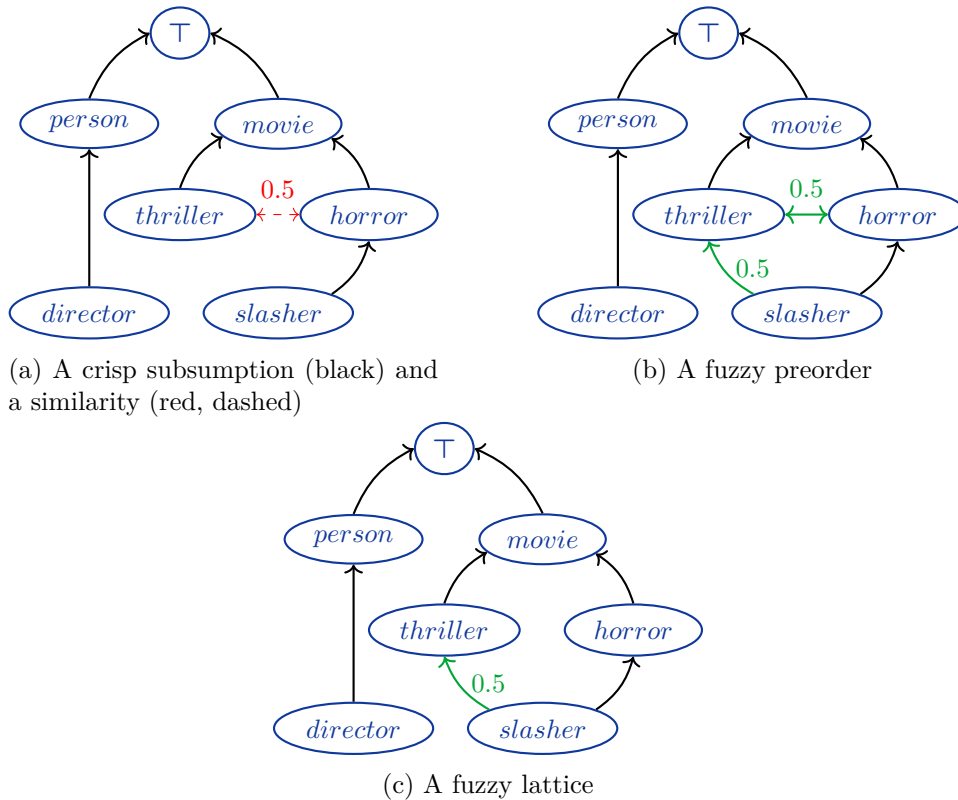 ⊤ ⊤
person movie person movie
0.5 0.5
thriller horror thriller horror
0.5
director slasher director slasher
(a) A crisp subsumption (black) and (b) A fuzzy preorder
a similarity (red, dashed)
⊤
person movie
thriller horror
0.5
director slasher
(c) A fuzzy lattice